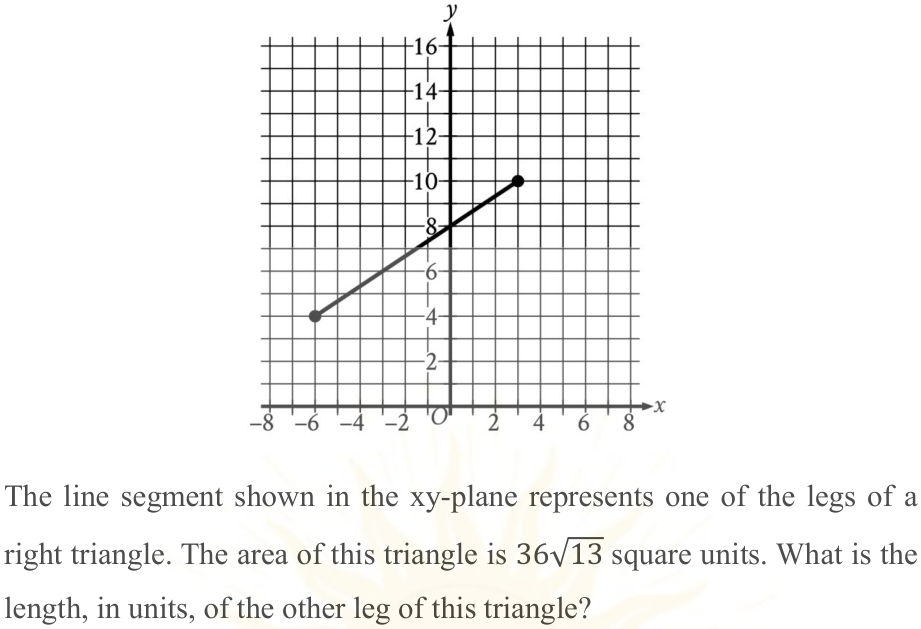 y
16
14
12
10
8
6
4
2
–8 –6 –4 –2 O 2 4 6 8 x
The line segment shown in the xy-plane represents one of the legs of a
right triangle. The area of this triangle is 36√13 square units. What is the
length, in units, of the other leg of this triangle?